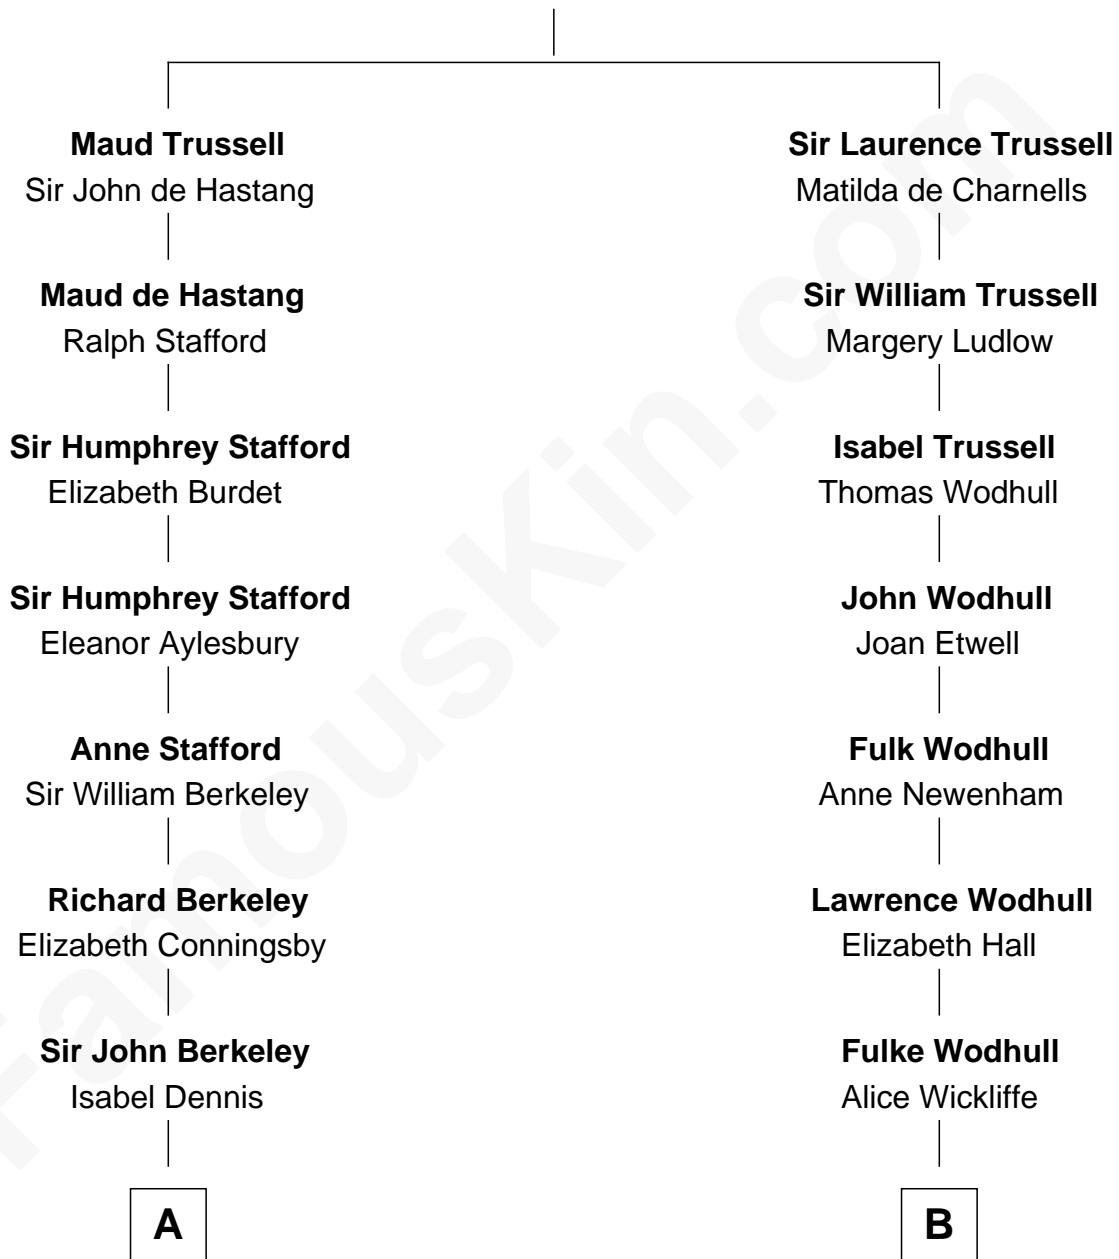 Maud Trussell
Sir John de Hastang
Sir Laurence Trussell
Matilda de Charnells
Maud de Hastang
Ralph Stafford
Sir William Trussell
Margery Ludlow
Sir Humphrey Stafford
Elizabeth Burdet
Isabel Trussell
Thomas Wodhull
Sir Humphrey Stafford
Eleanor Aylesbury
John Wodhull
Joan Etwell
Anne Stafford
Sir William Berkeley
Fulk Wodhull
Anne Newenham
Richard Berkeley
Elizabeth Conningsby
Lawrence Wodhull
Elizabeth Hall
Sir John Berkeley
Isabel Dennis
Fulke Wodhull
Alice Wickliffe
A
B
FamousKin.com